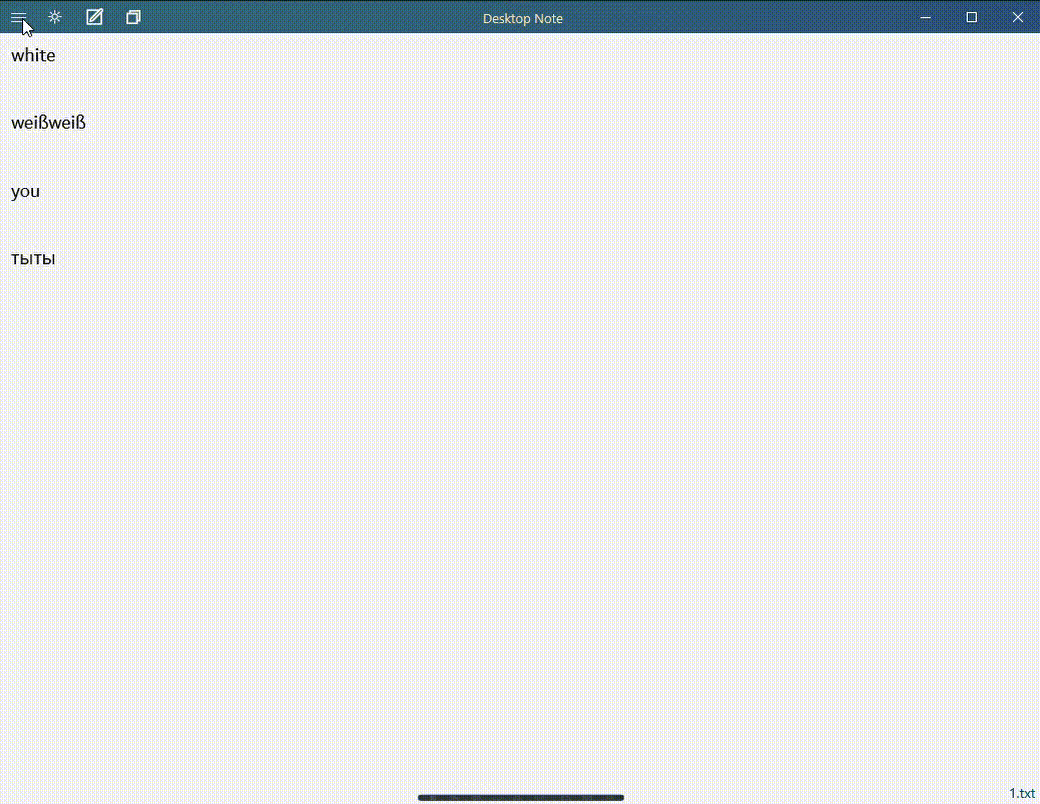 Desktop Note
white
weißweiß
you
тыты
1.txt